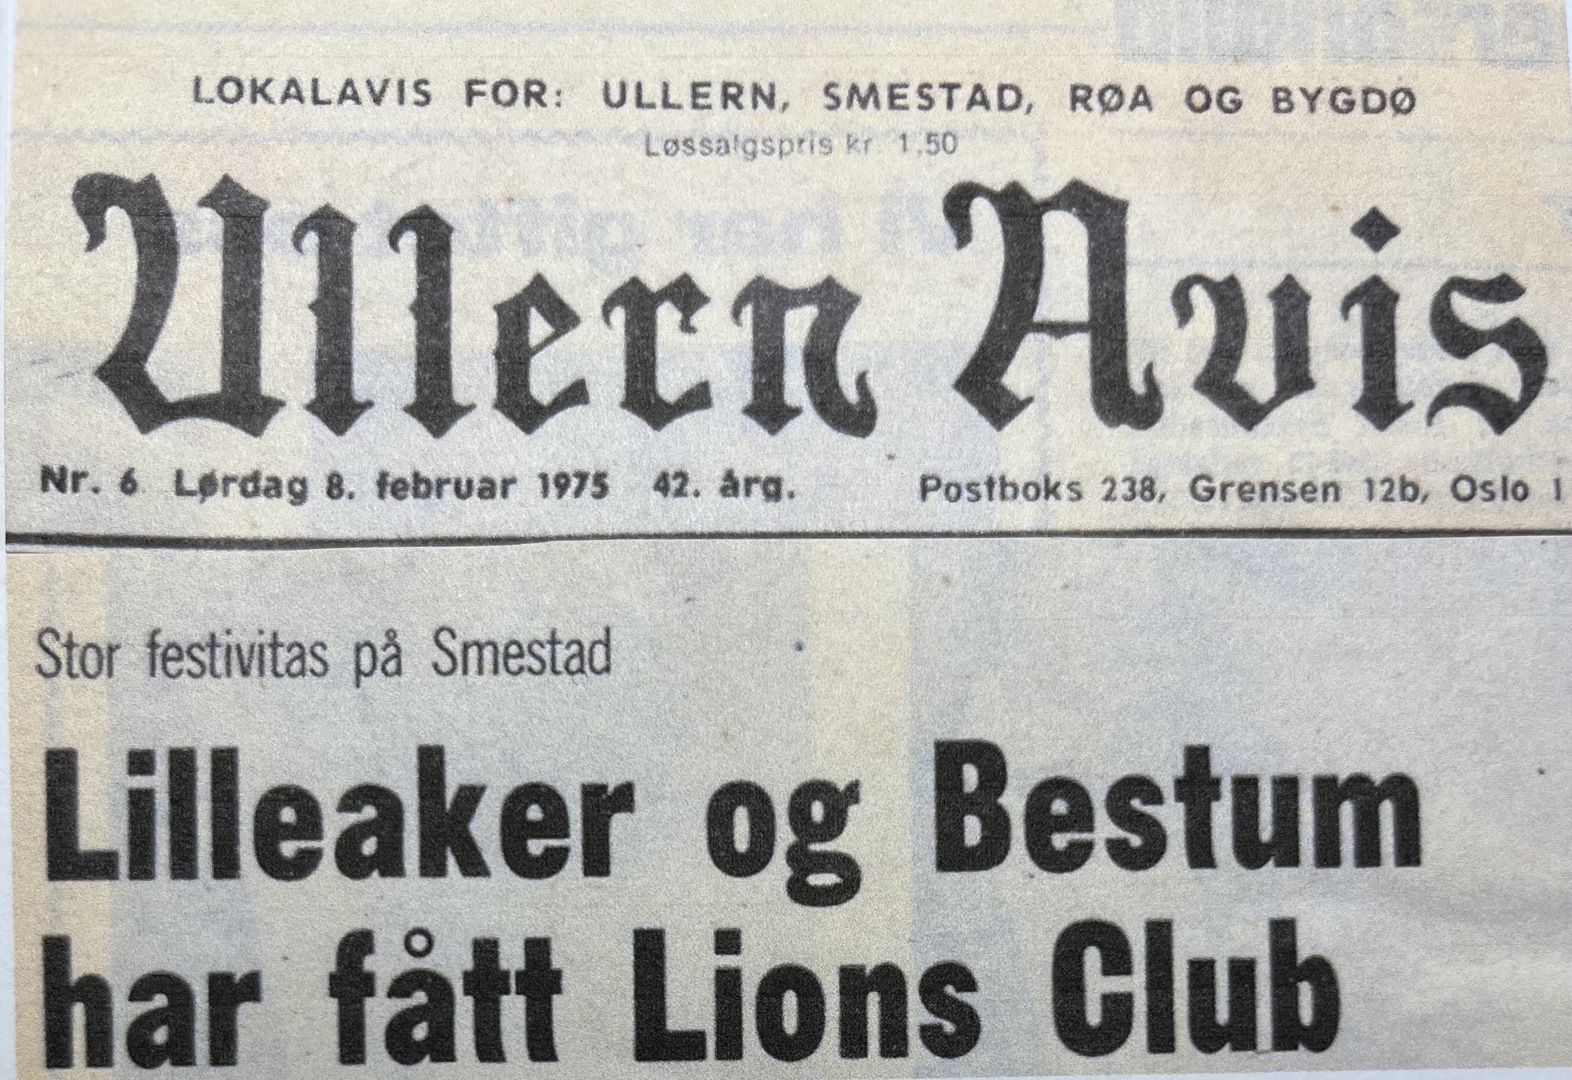 LOKALAVIS FOR: ULLERN, SMESTAD, RØA OG BYGDØ
Løssalgspris kr. 1.50
Ullern Avis
Nr. 6 Lørdag 8. februar 1975 42. årg. Postboks 238, Grensen 12b, Oslo 1
Stor festivitas på Smestad
Lilleaker og Bestum
har fått Lions Club